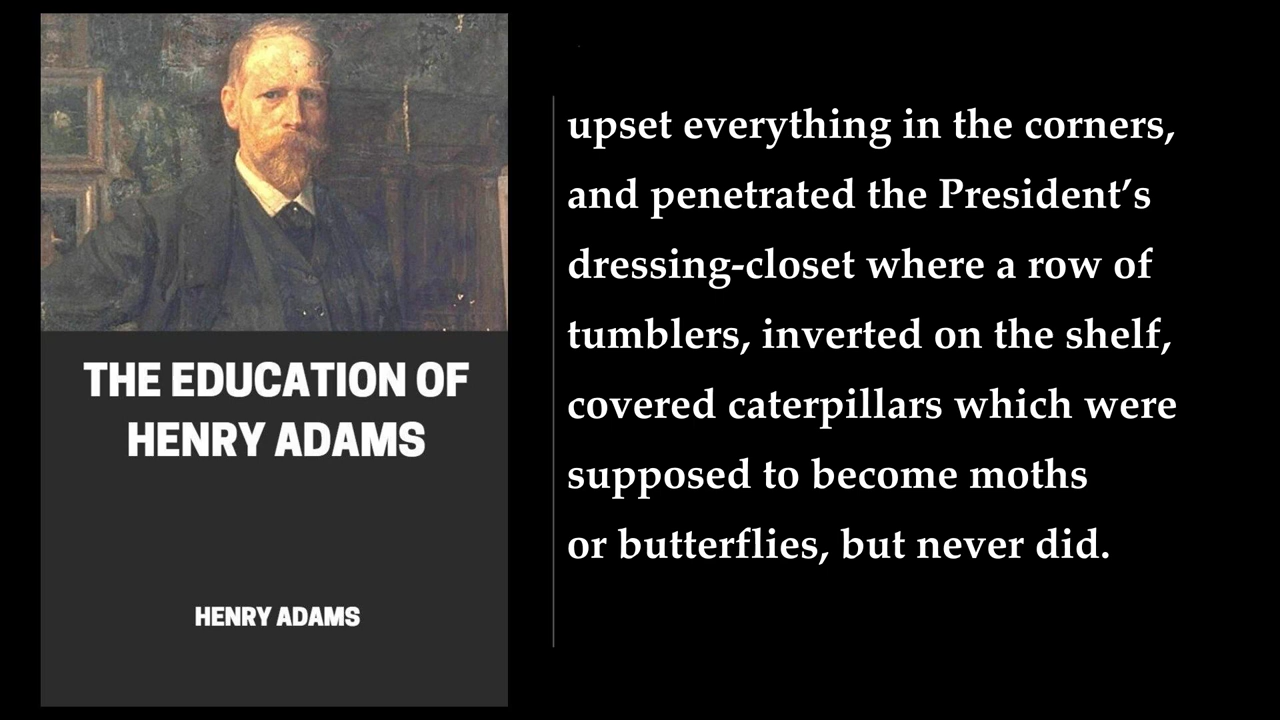 THE EDUCATION OF
HENRY ADAMS
HENRY ADAMS
upset everything in the corners,
and penetrated the President’s
dressing-closet where a row of
tumblers, inverted on the shelf,
covered caterpillars which were
supposed to become moths
or butterflies, but never did.